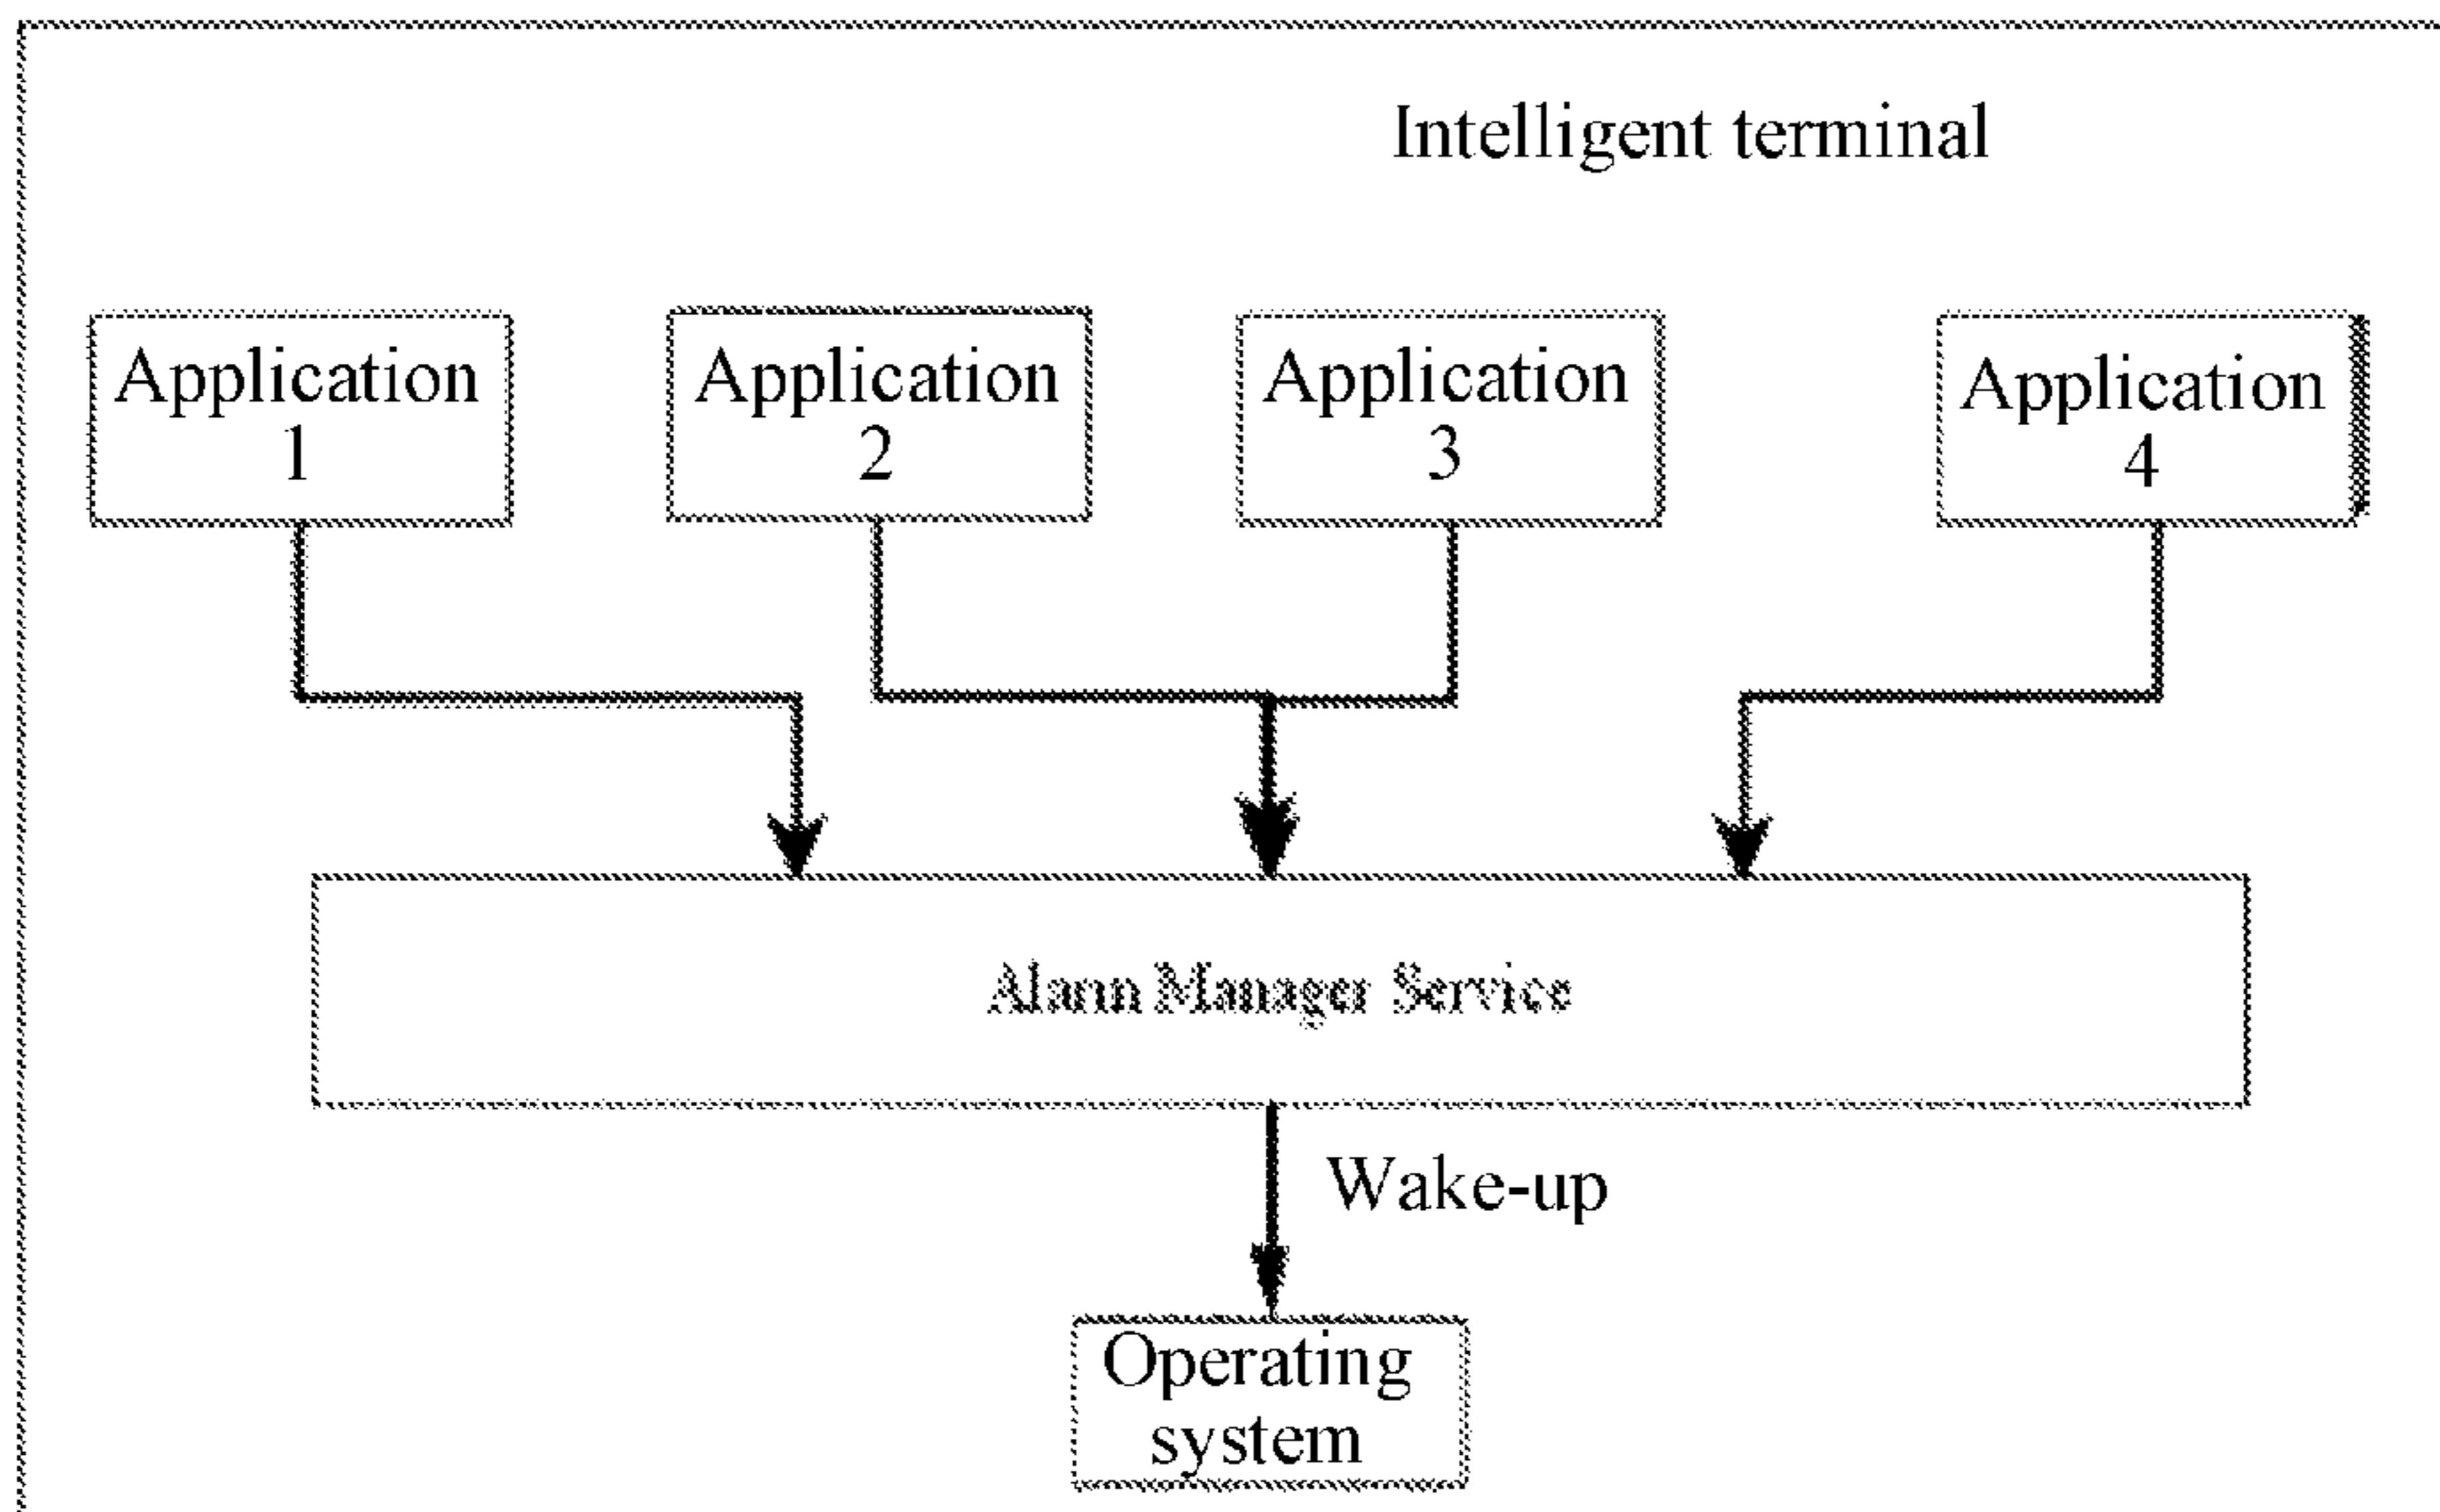 Intelligent terminal
Application
1
Application
2
Application
3
Application
4
Alarm Manager Service
Wake-up
Operating
system